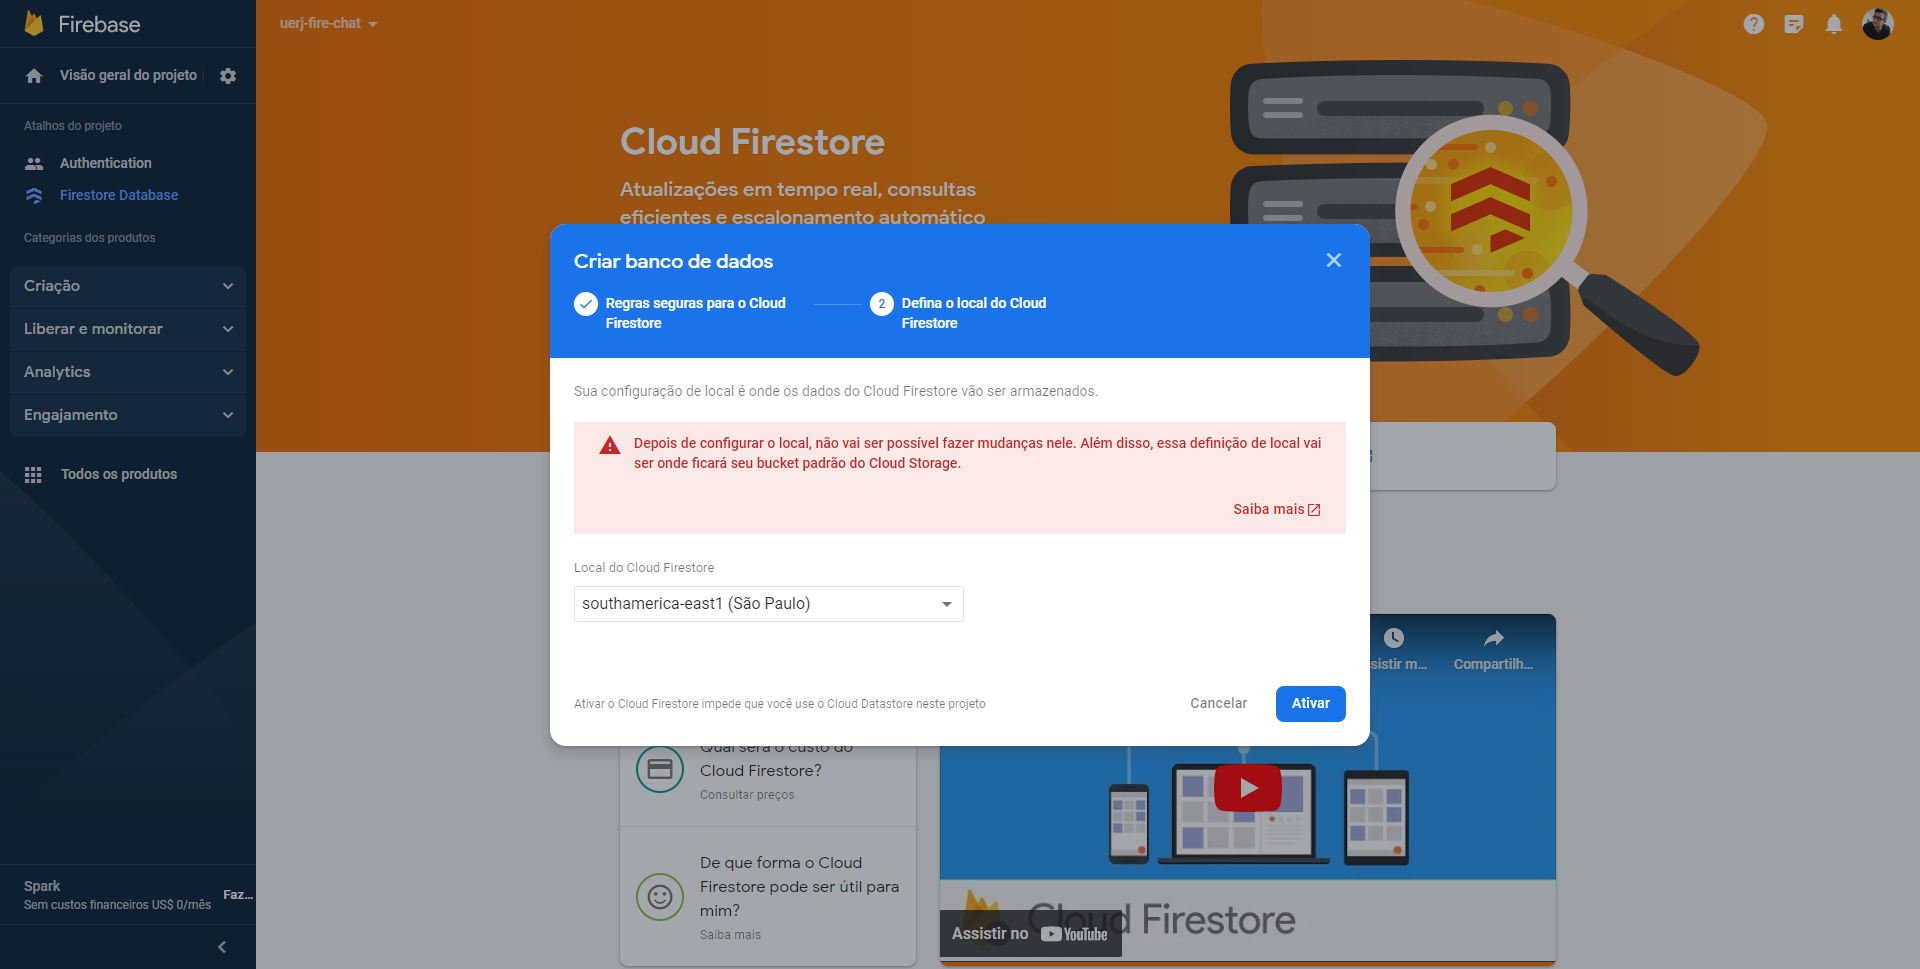 Firebase
Visão geral do projeto
Atalhos do projeto
Authentication
Firestore Database
Categorias dos produtos
Criação
Liberar e monitorar
Analytics
Engajamento
Todos os produtos
Spark
Sem custos financeiros US$ 0/mês
Faz...
uerj-fire-chat
Cloud Firestore
Atualizações em tempo real, consultas
eficientes e escalonamento automático
Criar banco de dados
Regras seguras para o Cloud
Firestore
2
Defina o local do Cloud
Firestore
Sua configuração de local é onde os dados do Cloud Firestore vão ser armazenados.
Depois de configurar o local, não vai ser possível fazer mudanças nele. Além disso, essa definição de local vai
ser onde ficará seu bucket padrão do Cloud Storage.
Saiba mais
Local do Cloud Firestore
southamerica-east1 (São Paulo)
Ativar o Cloud Firestore impede que você use o Cloud Datastore neste projeto
Cancelar
Ativar
Qual será o custo do
Cloud Firestore?
Consultar preços
De que forma o Cloud
Firestore pode ser útil para
mim?
Saiba mais
sistir m...
Compartilh...
Cloud Firestore
Assistir no YouTube